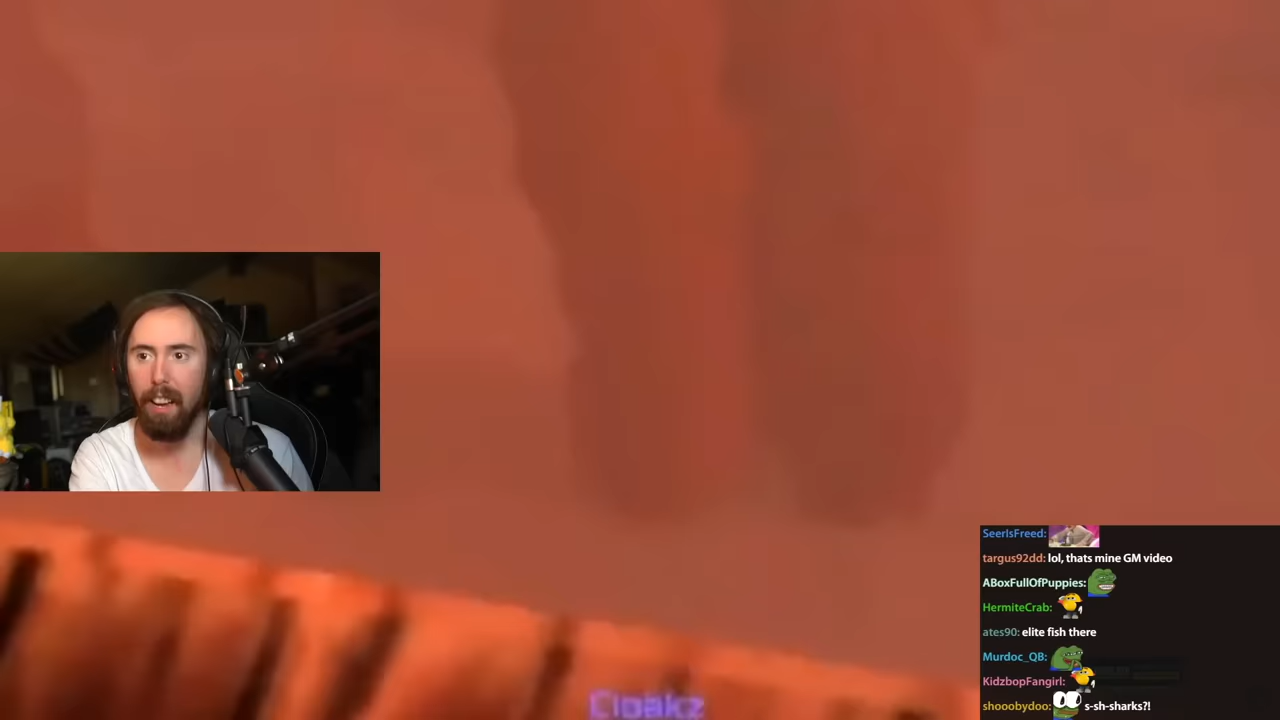 SeerIsFreed:
targus92dd: lol, thats mine GM video
ABoxFullOfPuppies:
HermiteCrab:
ates90: elite fish there
Murdoc_QB:
KidzbopFangirl:
shooobydoo: s-sh-sharks?!
Cloakz